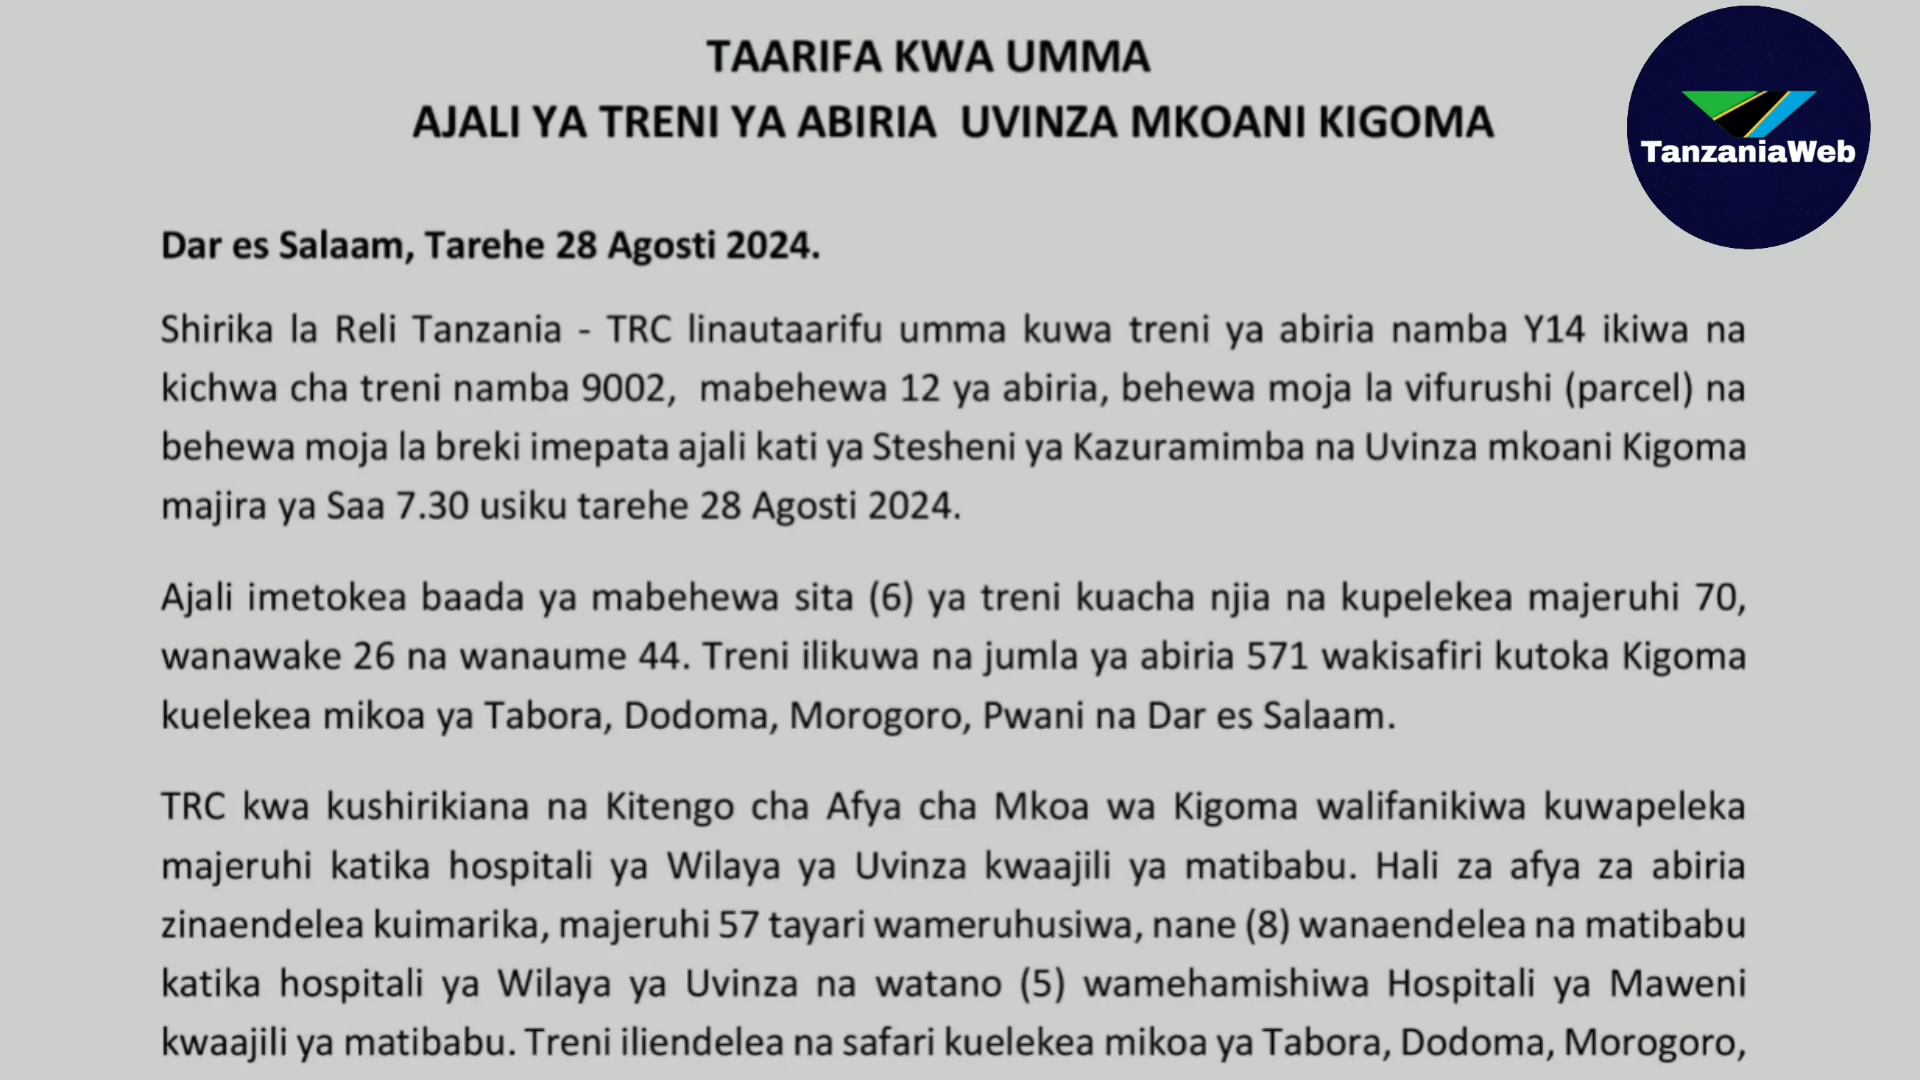 TAARIFA KWA UMMA
AJALI YA TRENI YA ABIRIA UVINZA MKOANI KIGOMA
TanzaniaWeb
Dar es Salaam, Tarehe 28 Agosti 2024.
Shirika la Reli Tanzania - TRC linautaarifu umma kuwa treni ya abiria namba Y14 ikiwa na
kichwa cha treni namba 9002, mabehewa 12 ya abiria, behewa moja la vifurushi (parcel) na
behewa moja la breki imepata ajali kati ya Stesheni ya Kazuramimba na Uvinza mkoani Kigoma
majira ya Saa 7.30 usiku tarehe 28 Agosti 2024.
Ajali imetokea baada ya mabehewa sita (6) ya treni kuacha njia na kupelekea majeruhi 70,
wanawake 26 na wanaume 44. Treni ilikuwa na jumla ya abiria 571 wakisafiri kutoka Kigoma
kuelekea mikoa ya Tabora, Dodoma, Morogoro, Pwani na Dar es Salaam.
TRC kwa kushirikiana na Kitengo cha Afya cha Mkoa wa Kigoma walifanikiwa kuwapeleka
majeruhi katika hospitali ya Wilaya ya Uvinza kwaajili ya matibabu. Hali za afya za abiria
zinaendelea kuimarika, majeruhi 57 tayari wameruhusiwa, nane (8) wanaendelea na matibabu
katika hospitali ya Wilaya ya Uvinza na watano (5) wamehamishiwa Hospitali ya Maweni
kwaajili ya matibabu. Treni iliendelea na safari kuelekea mikoa ya Tabora, Dodoma, Morogoro,